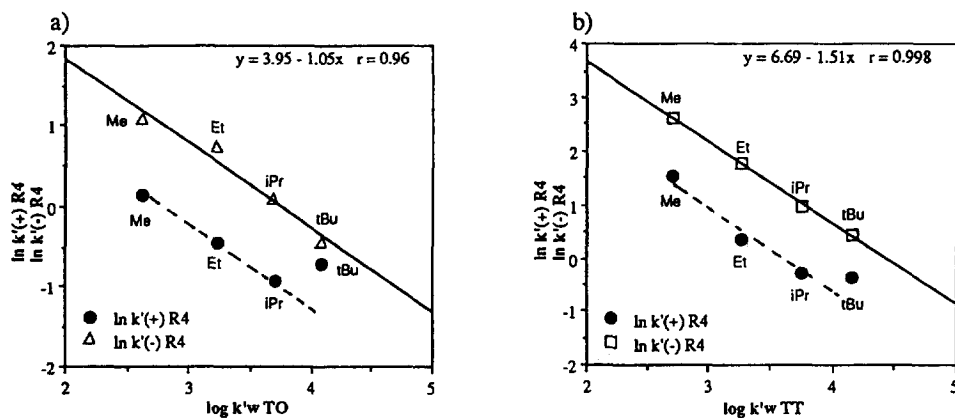 a)
y = 3.95 - 1.05x r = 0.96
2
1
0
-1
-2
ln k'(+) R4
ln k'(-) R4
Me
Et
iPr
tBu
Me
Et
iPr
tBu
ln k'(+) R4
ln k'(-) R4
2 3 4 5
log k'w TO
b)
y = 6.69 - 1.51x r = 0.998
4
3
2
1
0
-1
-2
ln k'(+) R4
ln k'(-) R4
Me
Et
iPr
tBu
Me
Et
iPr
tBu
ln k'(+) R4
ln k'(-) R4
2 3 4 5
log k'w TT